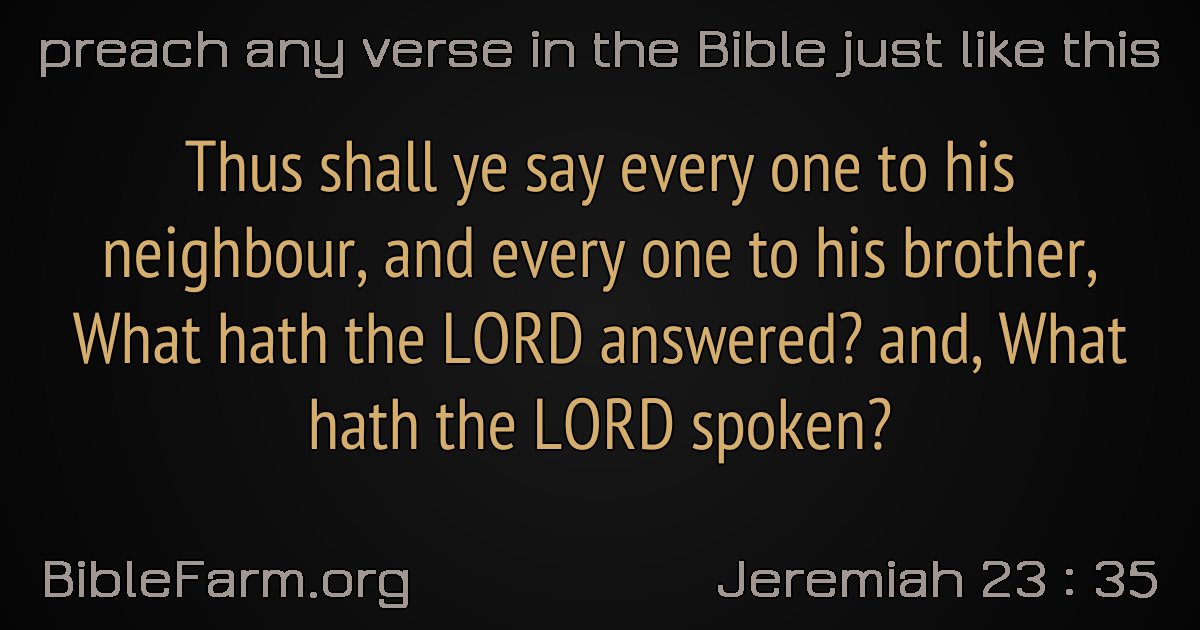 preach any verse in the Bible just like this
Thus shall ye say every one to his
neighbour, and every one to his brother,
What hath the LORD answered? and, What
hath the LORD spoken?
BibleFarm.org
Jeremiah 23 : 35